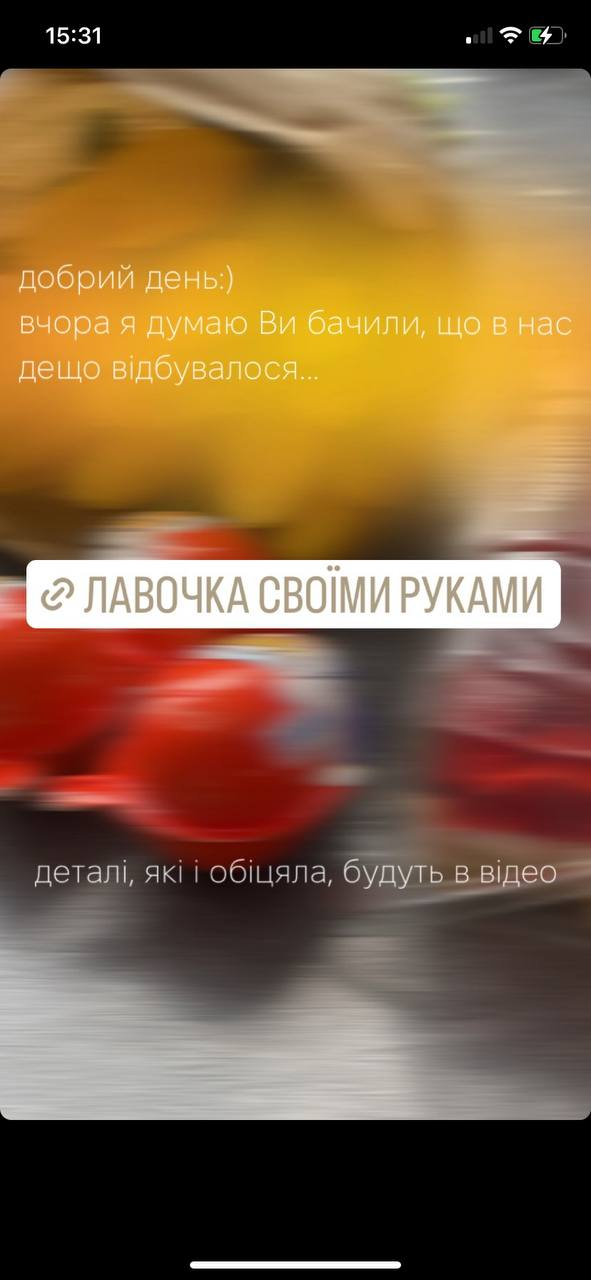 15:31
добрий день:)
вчора я думаю Ви бачили, що в нас
дещо відбувалося...
ЛАВОЧКА СВОЇМИ РУКАМИ
деталі, які і обіцяла, будуть в відео